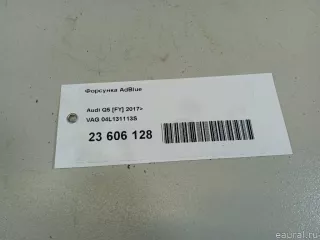 Форсунка AdBlue
Audi Q5 [FY] 2017>
VAG 04L131113S
23 606 128
© eaural.ru